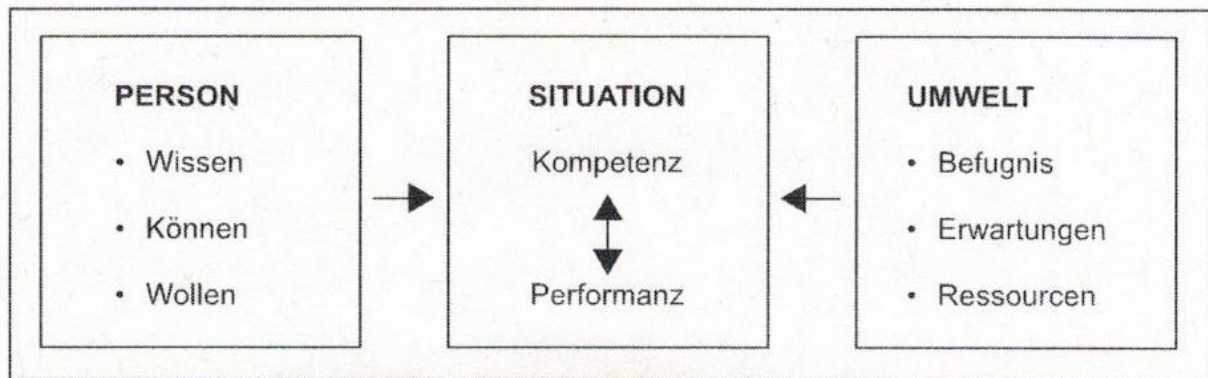 PERSON
• Wissen
• Können
• Wollen
SITUATION
Kompetenz
Performanz
UMWELT
• Befugnis
• Erwartungen
• Ressourcen